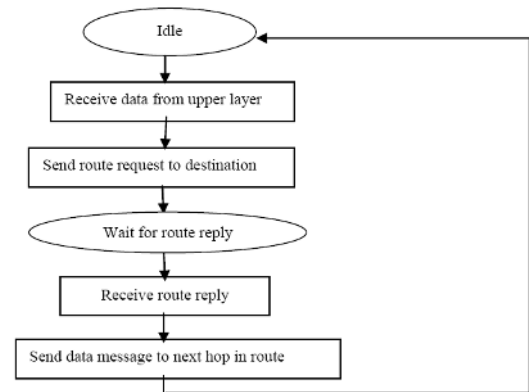 Idle
Receive data from upper layer
Send route request to destination
Wait for route reply
Receive route reply
Send data message to next hop in route